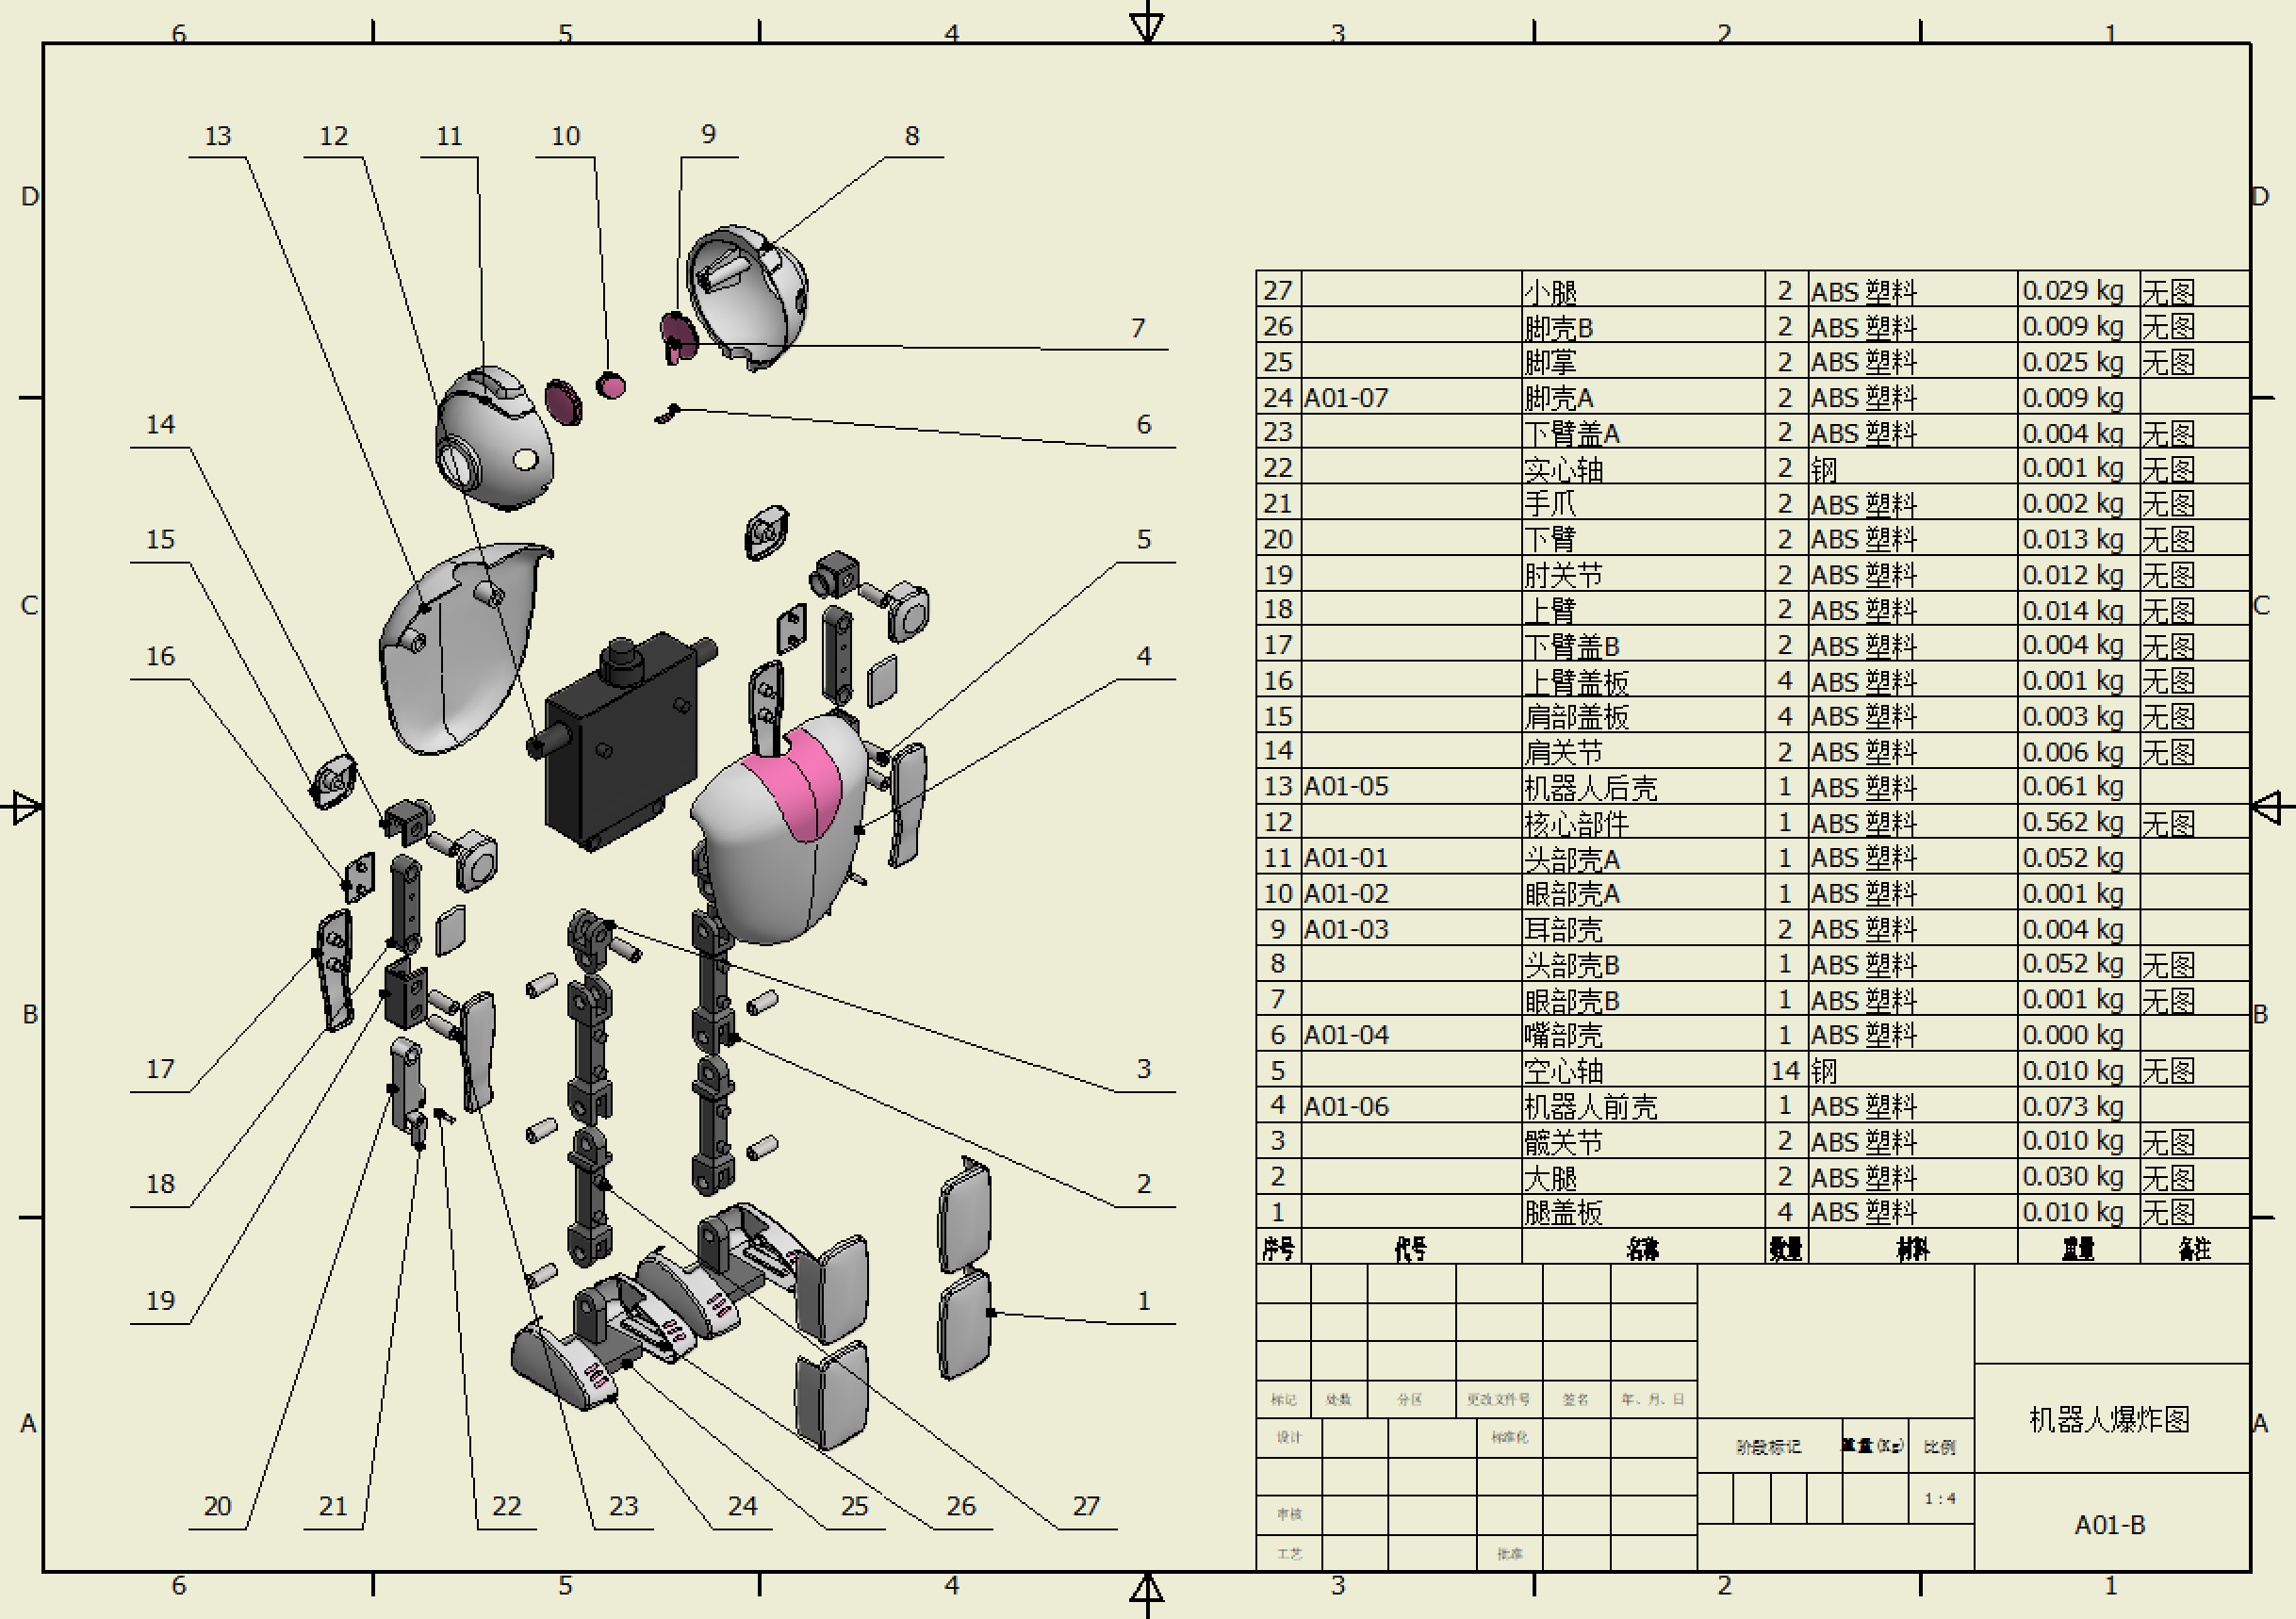 6 5 4 3 2 1
D D
C C
B B
A A
13 12 11 10 9 8
7
6
14
15
16
5
4
17
18
19
3
2
1
20 21 22 23 24 25 26 27
27 小腿 2 ABS 塑料 0.029 kg 无图
26 脚壳B 2 ABS 塑料 0.009 kg 无图
25 脚掌 2 ABS 塑料 0.025 kg 无图
24 A01-07 脚壳A 2 ABS 塑料 0.009 kg
23 下臂盖A 2 ABS 塑料 0.004 kg 无图
22 实心轴 2 钢 0.001 kg 无图
21 手爪 2 ABS 塑料 0.002 kg 无图
20 下臂 2 ABS 塑料 0.013 kg 无图
19 肘关节 2 ABS 塑料 0.012 kg 无图
18 上臂 2 ABS 塑料 0.014 kg 无图
17 下臂盖B 2 ABS 塑料 0.004 kg 无图
16 上臂盖板 4 ABS 塑料 0.001 kg 无图
15 肩部盖板 4 ABS 塑料 0.003 kg 无图
14 肩关节 2 ABS 塑料 0.006 kg 无图
13 A01-05 机器人后壳 1 ABS 塑料 0.061 kg
12 核心部件 1 ABS 塑料 0.562 kg 无图
11 A01-01 头部壳A 1 ABS 塑料 0.052 kg
10 A01-02 眼部壳A 1 ABS 塑料 0.001 kg
9 A01-03 耳部壳 2 ABS 塑料 0.004 kg
8 头部壳B 1 ABS 塑料 0.052 kg 无图
7 眼部壳B 1 ABS 塑料 0.001 kg 无图
6 A01-04 嘴部壳 1 ABS 塑料 0.000 kg
5 空心轴 14 钢 0.010 kg 无图
4 A01-06 机器人前壳 1 ABS 塑料 0.073 kg
3 髋关节 2 ABS 塑料 0.010 kg 无图
2 大腿 2 ABS 塑料 0.030 kg 无图
1 腿盖板 4 ABS 塑料 0.010 kg 无图
序号 代号 名称 数量 材料 重量 备注
标记 处数 分区 更改文件号 签名 年、月、日
设计 标准化
阶段标记 重量(Kg) 比例
1:4
审核
工艺 批准
机器人爆炸图
A01-B
6 5 4 3 2 1